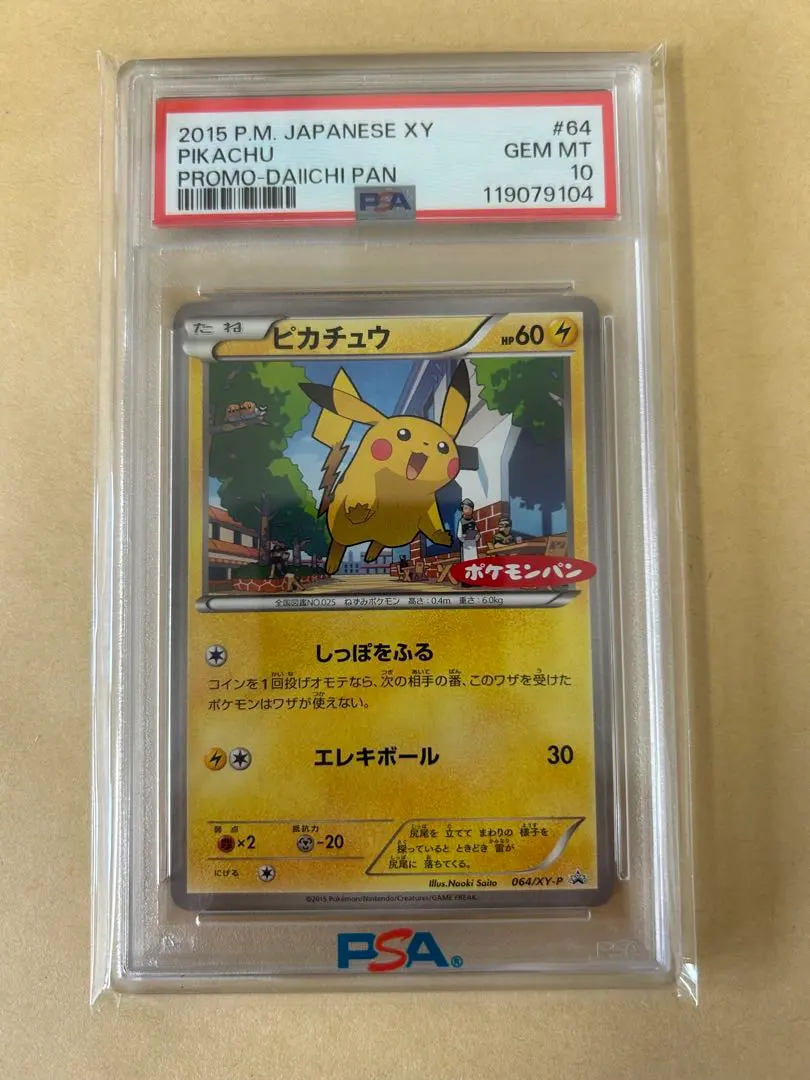 2015 P.M. JAPANESE XY #64
PIKACHU GEM MT
PROMO-DAIICHI PAN 10
PSA 119079104
たね ピカチュウ HP60
ポケモンパン
全国図鑑NO.025 ねずみポケモン 高さ:0.4m 重さ:6.0kg
しっぽをふる
コインを1回投げオモテなら、次の相手の番、このワザを受けた
ポケモンはワザが使えない。
エレキボール 30
弱点 抵抗力
×2 -20
にげる
尻尾を 立てて まわりの 様子を
探っていると ときどき 雷が
尻尾に 落ちてくる。
Illus.Naoki Saito 064/XY-P
©2015 Pokémon/Nintendo/Creatures/GAME FREAK.
PSA®
PSA